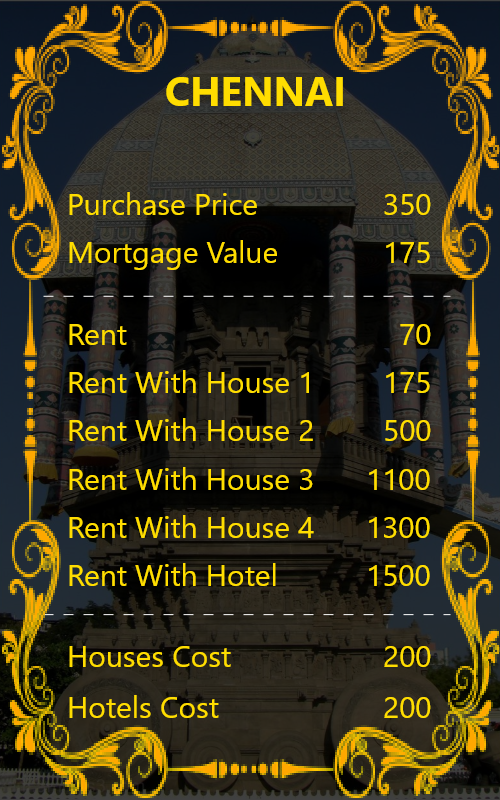 CHENNAI
Purchase Price 350
Mortgage Value 175
Rent 70
Rent With House 1 175
Rent With House 2 500
Rent With House 3 1100
Rent With House 4 1300
Rent With Hotel 1500
Houses Cost 200
Hotels Cost 200